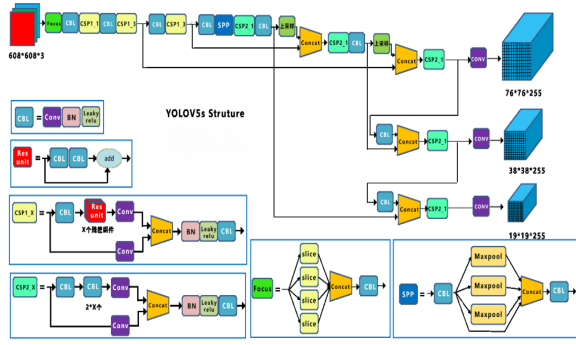 Focus CBL CSP1_1 CBL CSP1_3 CBL CSP1_3 CBL SPP CSP2_1 CBL 上采样 Concat CSP2_1 CBL 上采样 Concat CSP2_1 CONV
608*608*3
76*76*255
YOLOV5s Struture
CBL = Conv BN Leaky relu
CBL Concat CSP2_1 CONV
38*38*255
Res unit = CBL CBL add
CBL Concat CSP2_1 CONV
19*19*255
CSP1_X = CBL Res unit Conv Concat BN Leaky relu CBL
X个残差组件
Conv
CSP2_X = CBL CBL Conv Concat BN Leaky relu CBL
2*X个
Conv
Focus = slice slice slice slice Concat CBL
SPP = CBL Maxpool Maxpool Maxpool Concat CBL